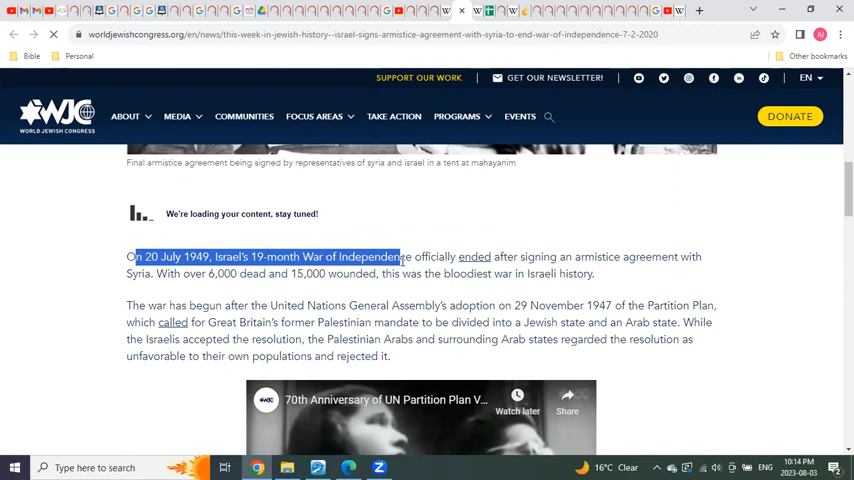 worldjewishcongress.org/en/news/this-week-in-jewish-history--israel-signs-armistice-agreement-with-syria-to-end-war-of-independence-7-2-2020
Bible
Personal
Other bookmarks
SUPPORT OUR WORK
GET OUR NEWSLETTER!
EN
WJC
WORLD JEWISH CONGRESS
ABOUT
MEDIA
COMMUNITIES
FOCUS AREAS
TAKE ACTION
PROGRAMS
EVENTS
DONATE
Final armistice agreement being signed by representatives of syria and israel in a tent at mahayanim
We're loading your content, stay tuned!
On 20 July 1949, Israel's 19-month War of Independence officially ended after signing an armistice agreement with
Syria. With over 6,000 dead and 15,000 wounded, this was the bloodiest war in Israeli history.
The war has begun after the United Nations General Assembly's adoption on 29 November 1947 of the Partition Plan,
which called for Great Britain's former Palestinian mandate to be divided into a Jewish state and an Arab state. While
the Israelis accepted the resolution, the Palestinian Arabs and surrounding Arab states regarded the resolution as
unfavorable to their own populations and rejected it.
70th Anniversary of UN Partition Plan V...
Watch later
Share
Type here to search
16°C Clear
ENG
10:14 PM
2023-08-03